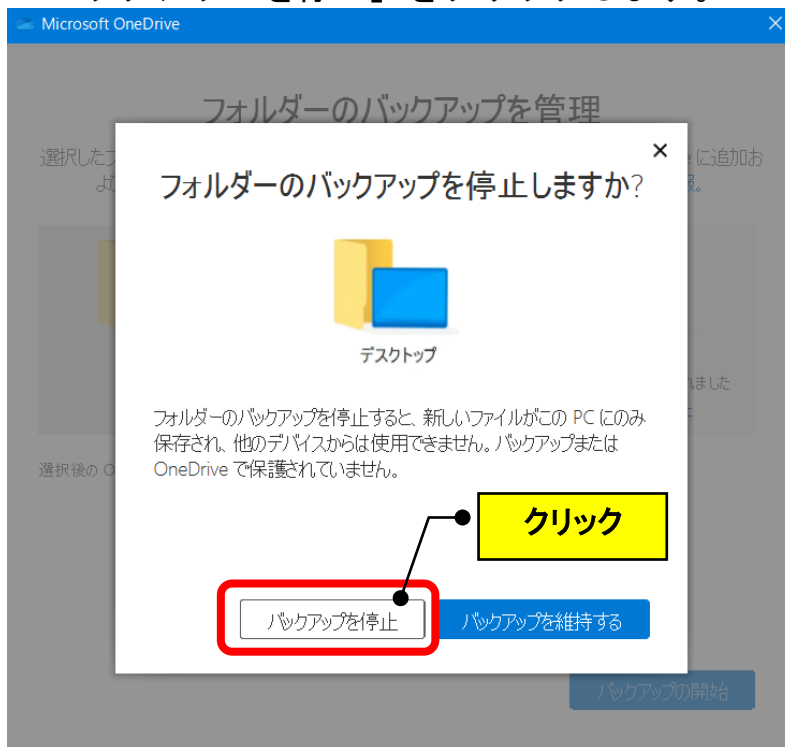 Microsoft OneDrive
フォルダーのバックアップを管理
選択したフ
に追加お
よび
フォルダーのバックアップを停止しますか?
デスクトップ
れました
フォルダーのバックアップを停止すると、新しいファイルがこの PC にのみ
保存され、他のデバイスからは使用できません。バックアップまたは
OneDrive で保護されていません。
選択後の O
クリック
バックアップを停止
バックアップを維持する
バックアップの開始